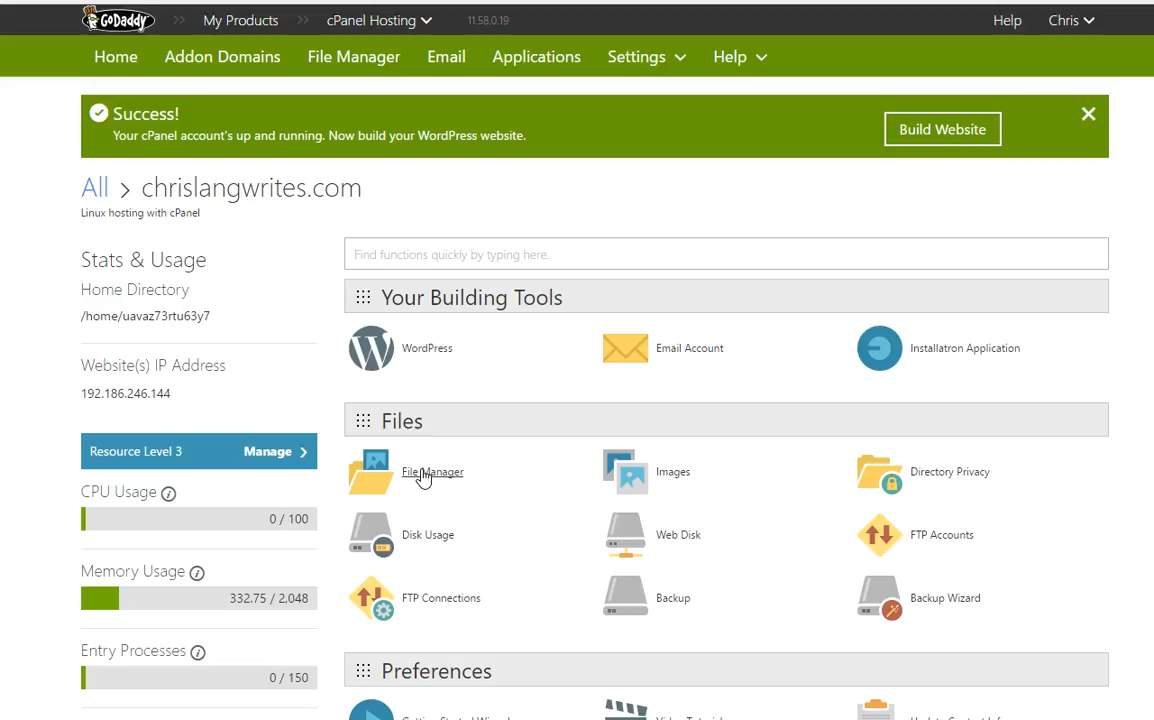 GoDaddy >> My Products >> cPanel Hosting 11.58.0.19 Help Chris
Home Addon Domains File Manager Email Applications Settings Help
Success!
Your cPanel account's up and running. Now build your WordPress website.
Build Website
All > chrislangwrites.com
Linux hosting with cPanel
Stats & Usage
Home Directory
/home/uavaz73rtu63y7
Website(s) IP Address
192.186.246.144
Resource Level 3 Manage >
CPU Usage
0 / 100
Memory Usage
332.75 / 2,048
Entry Processes
0 / 150
Find functions quickly by typing here.
Your Building Tools
WordPress Email Account Installatron Application
Files
File Manager Images Directory Privacy
Disk Usage Web Disk FTP Accounts
FTP Connections Backup Backup Wizard
Preferences